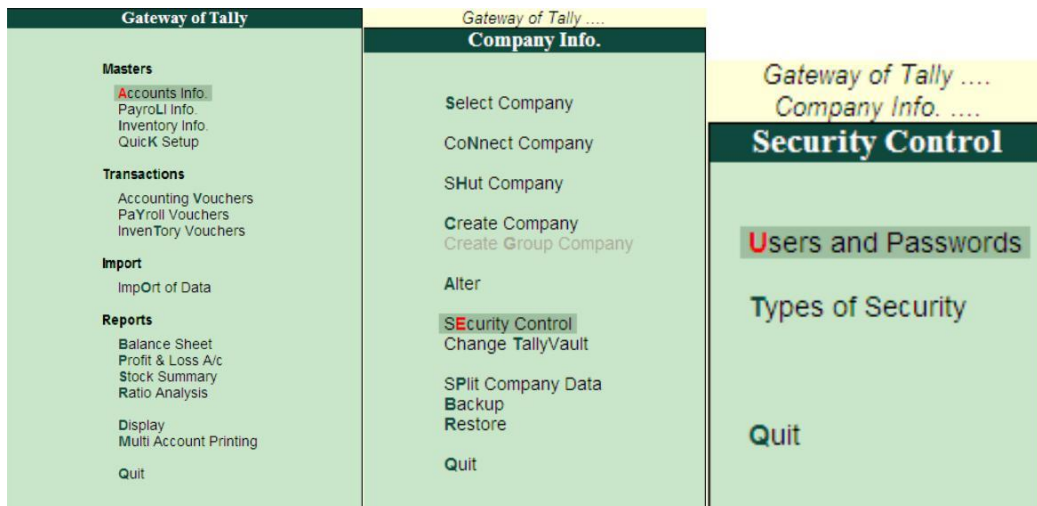 Gateway of Tally
Masters
Accounts Info.
PayroLl Info.
Inventory Info.
QuicK Setup
Transactions
Accounting Vouchers
PaYroll Vouchers
InvenTory Vouchers
Import
ImpOrt of Data
Reports
Balance Sheet
Profit & Loss A/c
Stock Summary
Ratio Analysis
Display
Multi Account Printing
Quit
Gateway of Tally ....
Company Info.
Select Company
CoNnect Company
SHut Company
Create Company
Create Group Company
Alter
SEcurity Control
Change TallyVault
SPlit Company Data
Backup
Restore
Quit
Gateway of Tally ....
Company Info. ....
Security Control
Users and Passwords
Types of Security
Quit